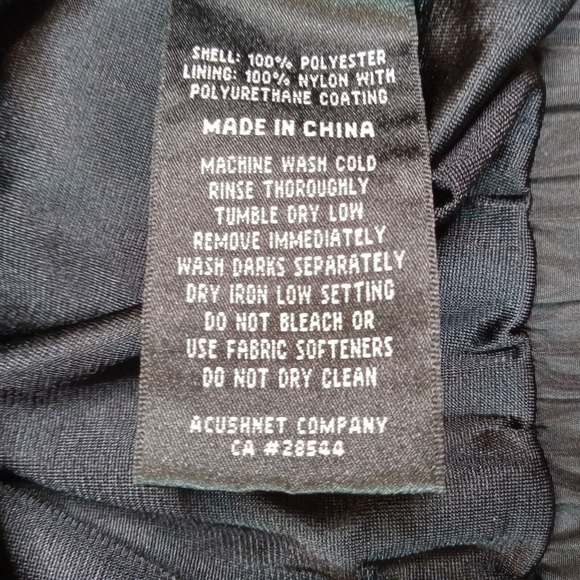 SHELL: 100% POLYESTER
LINING: 100% NYLON WITH
POLYURETHANE COATING
MADE IN CHINA
MACHINE WASH COLD
RINSE THOROUGHLY
TUMBLE DRY LOW
REMOVE IMMEDIATELY
WASH DARKS SEPARATELY
DRY IRON LOW SETTING
DO NOT BLEACH OR
USE FABRIC SOFTENERS
DO NOT DRY CLEAN
ACUSHNET COMPANY
CA #28544